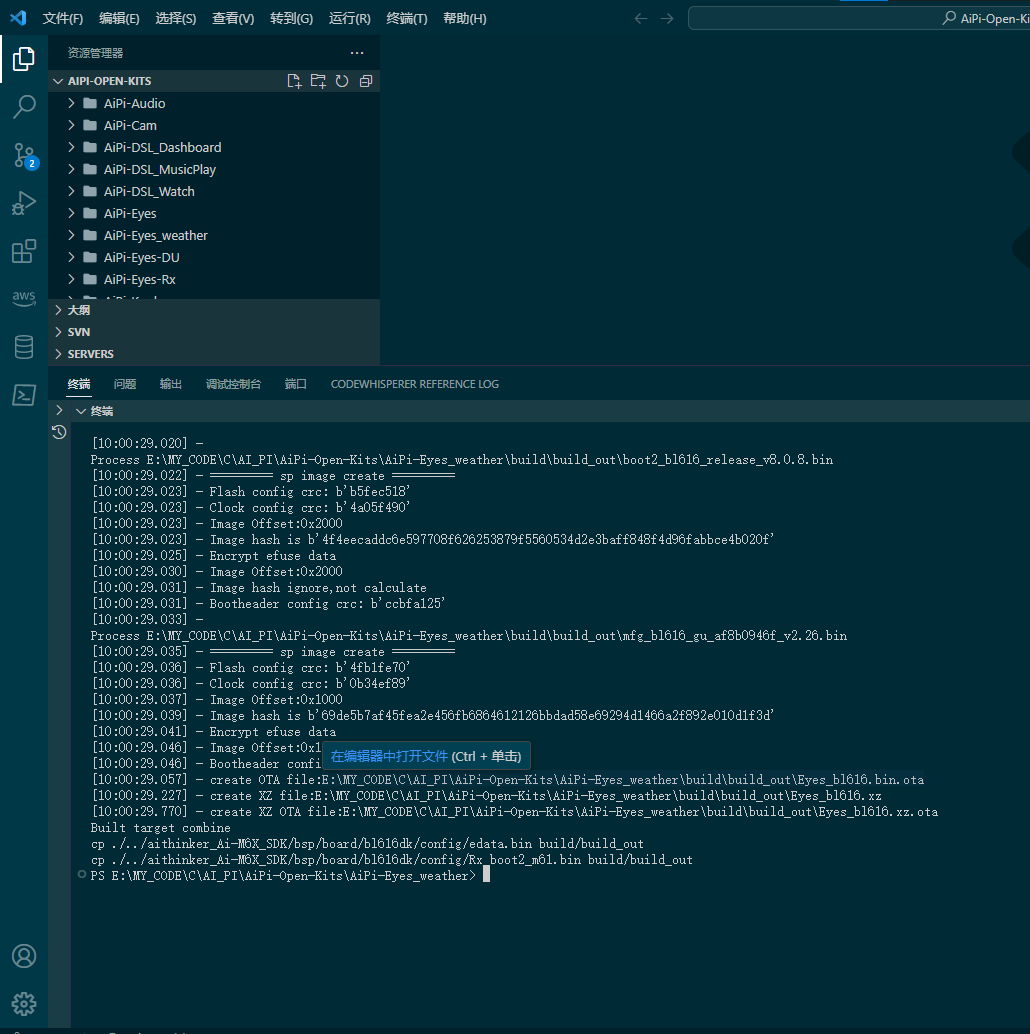 文件(F) 编辑(E) 选择(S) 查看(V) 转到(G) 运行(R) 终端(T) 帮助(H) AiPi-Open-Ki
资源管理器
AIPI-OPEN-KITS
AiPi-Audio
AiPi-Cam
AiPi-DSL_Dashboard
AiPi-DSL_MusicPlay
AiPi-DSL_Watch
AiPi-Eyes
AiPi-Eyes_weather
AiPi-Eyes-DU
AiPi-Eyes-Rx
大纲
SVN
SERVERS
2
aws
终端 问题 输出 调试控制台 端口 CODEWHISPERER REFERENCE LOG
终端
[10:00:29.020] -
Process E:\MY_CODE\C\AI_PI\AiPi-Open-Kits\AiPi-Eyes_weather\build\build_out\boot2_bl616_release_v8.0.8.bin
[10:00:29.022] - ========= sp image create =========
[10:00:29.023] - Flash config crc: b'b5fec518'
[10:00:29.023] - Clock config crc: b'4a05f490'
[10:00:29.023] - Image Offset:0x2000
[10:00:29.023] - Image hash is b'4f4eecaddc6e597708f626253879f5560534d2e3baff848f4d96fabbce4b020f'
[10:00:29.025] - Encrypt efuse data
[10:00:29.030] - Image Offset:0x2000
[10:00:29.031] - Image hash ignore,not calculate
[10:00:29.031] - Bootheader config crc: b'ccbfa125'
[10:00:29.033] -
Process E:\MY_CODE\C\AI_PI\AiPi-Open-Kits\AiPi-Eyes_weather\build\build_out\mfg_bl616_gu_af8b0946f_v2.26.bin
[10:00:29.035] - ========= sp image create =========
[10:00:29.036] - Flash config crc: b'4fb1fe70'
[10:00:29.036] - Clock config crc: b'0b34ef89'
[10:00:29.037] - Image Offset:0x1000
[10:00:29.039] - Image hash is b'69de5b7af45fea2e456fb6864612126bbdad58e69294d1466a2f892e010d1f3d'
[10:00:29.041] - Encrypt efuse data
[10:00:29.046] - Image Offset:0x1
在编辑器中打开文件 (Ctrl + 单击)
[10:00:29.046] - Bootheader confi
[10:00:29.057] - create OTA file:E:\MY_CODE\C\AI_PI\AiPi-Open-Kits\AiPi-Eyes_weather\build\build_out\Eyes_bl616.bin.ota
[10:00:29.227] - create XZ file:E:\MY_CODE\C\AI_PI\AiPi-Open-Kits\AiPi-Eyes_weather\build\build_out\Eyes_bl616.xz
[10:00:29.770] - create XZ OTA file:E:\MY_CODE\C\AI_PI\AiPi-Open-Kits\AiPi-Eyes_weather\build\build_out\Eyes_bl616.xz.ota
Built target combine
cp ./../aithinker_Ai-M6X_SDK/bsp/board/bl616dk/config/edata.bin build/build_out
cp ./../aithinker_Ai-M6X_SDK/bsp/board/bl616dk/config/Rx_boot2_m61.bin build/build_out
PS E:\MY_CODE\C\AI_PI\AiPi-Open-Kits\AiPi-Eyes_weather>